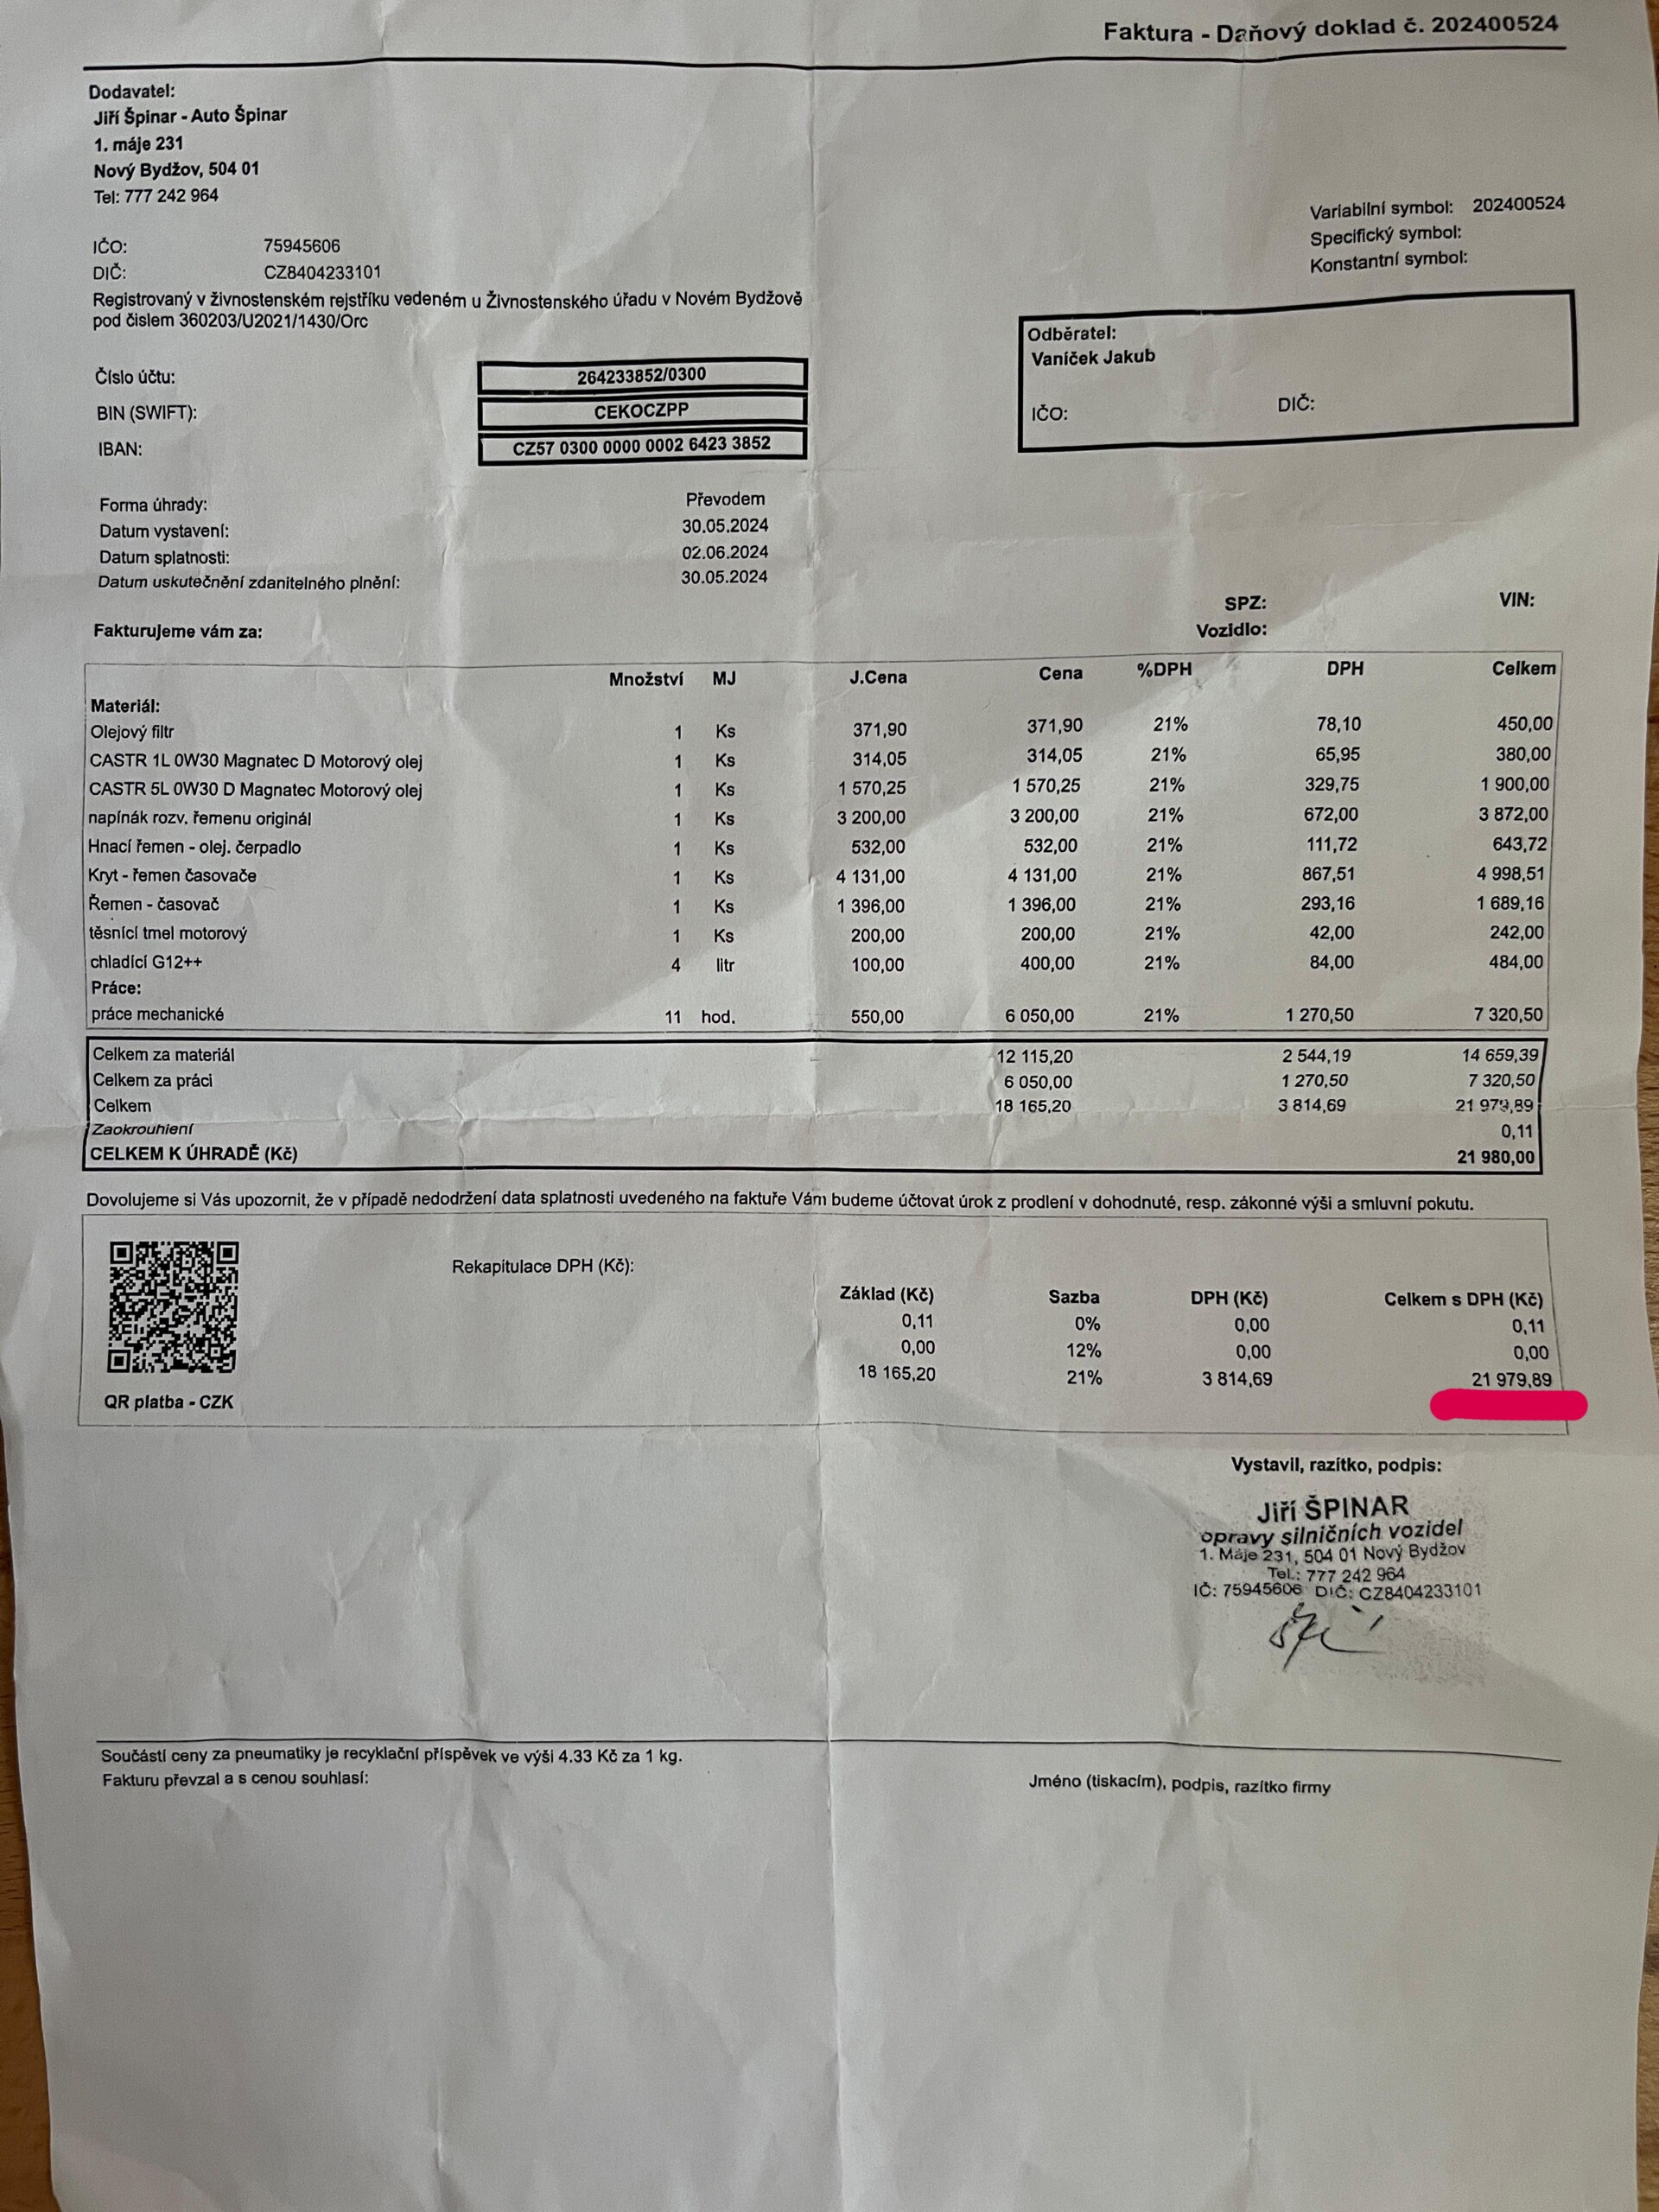 Faktura - Daňový doklad č. 202400524
Dodavatel:
Jiří Špinar - Auto Špinar
1. máje 231
Nový Bydžov, 504 01
Tel: 777 242 964
Variabilní symbol: 202400524
Specifický symbol:
Konstantní symbol:
IČO: 75945606
DIČ: CZ8404233101
Registrovaný v živnostenském rejstříku vedeném u Živnostenského úřadu v Novém Bydžově
pod čislem 360203/U2021/1430/Orc
Odběratel:
Vaníček Jakub
IČO: DIČ:
Číslo účtu: 264233852/0300
BIN (SWIFT): CEKOCZPP
IBAN: CZ57 0300 0000 0002 6423 3852
Forma úhrady: Převodem
Datum vystavení: 30.05.2024
Datum splatnosti: 02.06.2024
Datum uskutečnění zdanitelného plnění: 30.05.2024
SPZ: VIN:
Vozidlo:
Fakturujeme vám za:
Množství MJ J.Cena Cena %DPH DPH Celkem
Materiál:
Olejový filtr 1 Ks 371,90 371,90 21% 78,10 450,00
CASTR 1L 0W30 Magnatec D Motorový olej 1 Ks 314,05 314,05 21% 65,95 380,00
CASTR 5L 0W30 D Magnatec Motorový olej 1 Ks 1 570,25 1 570,25 21% 329,75 1 900,00
napínák rozv. řemenu originál 1 Ks 3 200,00 3 200,00 21% 672,00 3 872,00
Hnací řemen - olej. čerpadlo 1 Ks 532,00 532,00 21% 111,72 643,72
Kryt - řemen časovače 1 Ks 4 131,00 4 131,00 21% 867,51 4 998,51
Řemen - časovač 1 Ks 1 396,00 1 396,00 21% 293,16 1 689,16
těsnící tmel motorový 1 Ks 200,00 200,00 21% 42,00 242,00
chladící G12++ 4 litr 100,00 400,00 21% 84,00 484,00
Práce:
práce mechanické 11 hod. 550,00 6 050,00 21% 1 270,50 7 320,50
Celkem za materiál 12 115,20 2 544,19 14 659,39
Celkem za práci 6 050,00 1 270,50 7 320,50
Celkem 18 165,20 3 814,69 21 979,89
Zaokrouhlení 0,11
CELKEM K ÚHRADĚ (Kč) 21 980,00
Dovolujeme si Vás upozornit, že v případě nedodržení data splatnosti uvedeného na faktuře Vám budeme účtovat úrok z prodlení v dohodnuté, resp. zákonné výši a smluvní pokutu.
Rekapitulace DPH (Kč):
Základ (Kč) Sazba DPH (Kč) Celkem s DPH (Kč)
0,11 0% 0,00 0,11
0,00 12% 0,00 0,00
18 165,20 21% 3 814,69 21 979,89
QR platba - CZK
Vystavil, razítko, podpis:
Jiří ŠPINAR
opravy silničních vozidel
1. Máje 231, 504 01 Nový Bydžov
Tel.: 777 242 964
IČ: 75945606 DIČ: CZ8404233101
Součástí ceny za pneumatiky je recyklační příspěvek ve výši 4.33 Kč za 1 kg.
Fakturu převzal a s cenou souhlasí: Jméno (tiskacím), podpis, razítko firmy